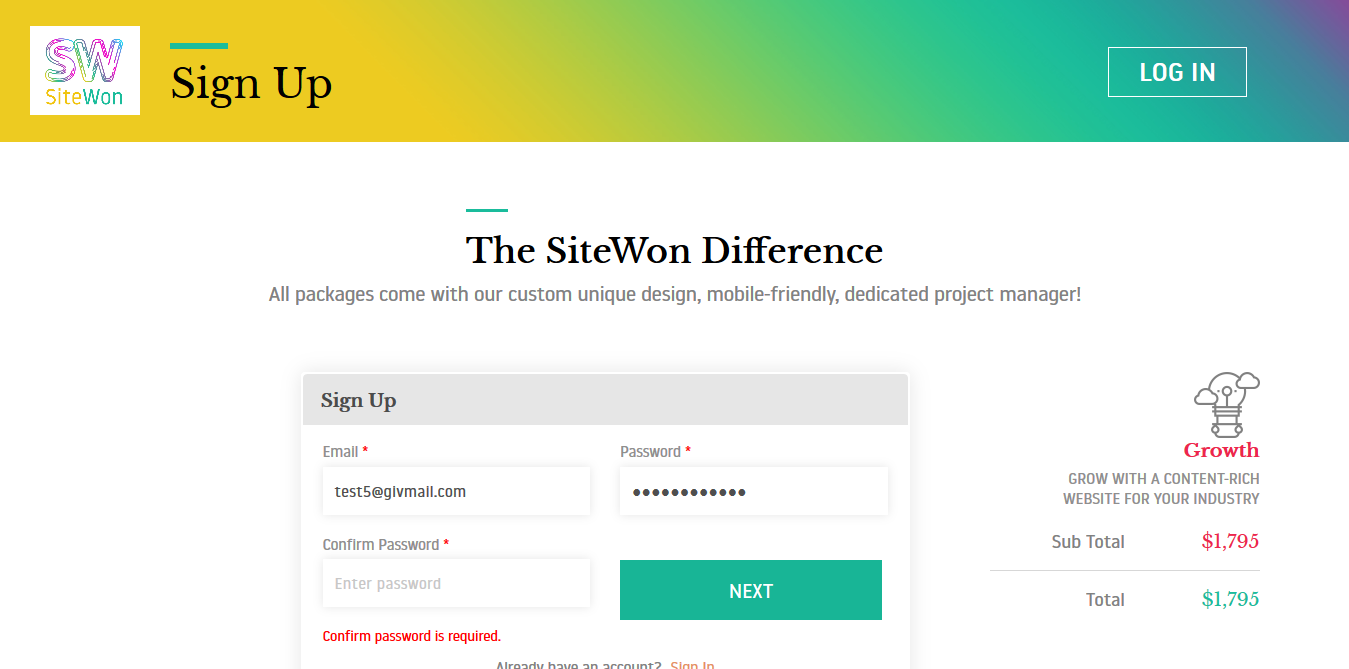 SW
SiteWon
Sign Up
LOG IN
The SiteWon Difference
All packages come with our custom unique design, mobile-friendly, dedicated project manager!
Sign Up
Email *
Password *
test5@givmail.com
●●●●●●●●●●●●
Confirm Password *
Enter password
NEXT
Confirm password is required.
Already have an account? Sign In
Growth
GROW WITH A CONTENT-RICH
WEBSITE FOR YOUR INDUSTRY
Sub Total $1,795
Total $1,795